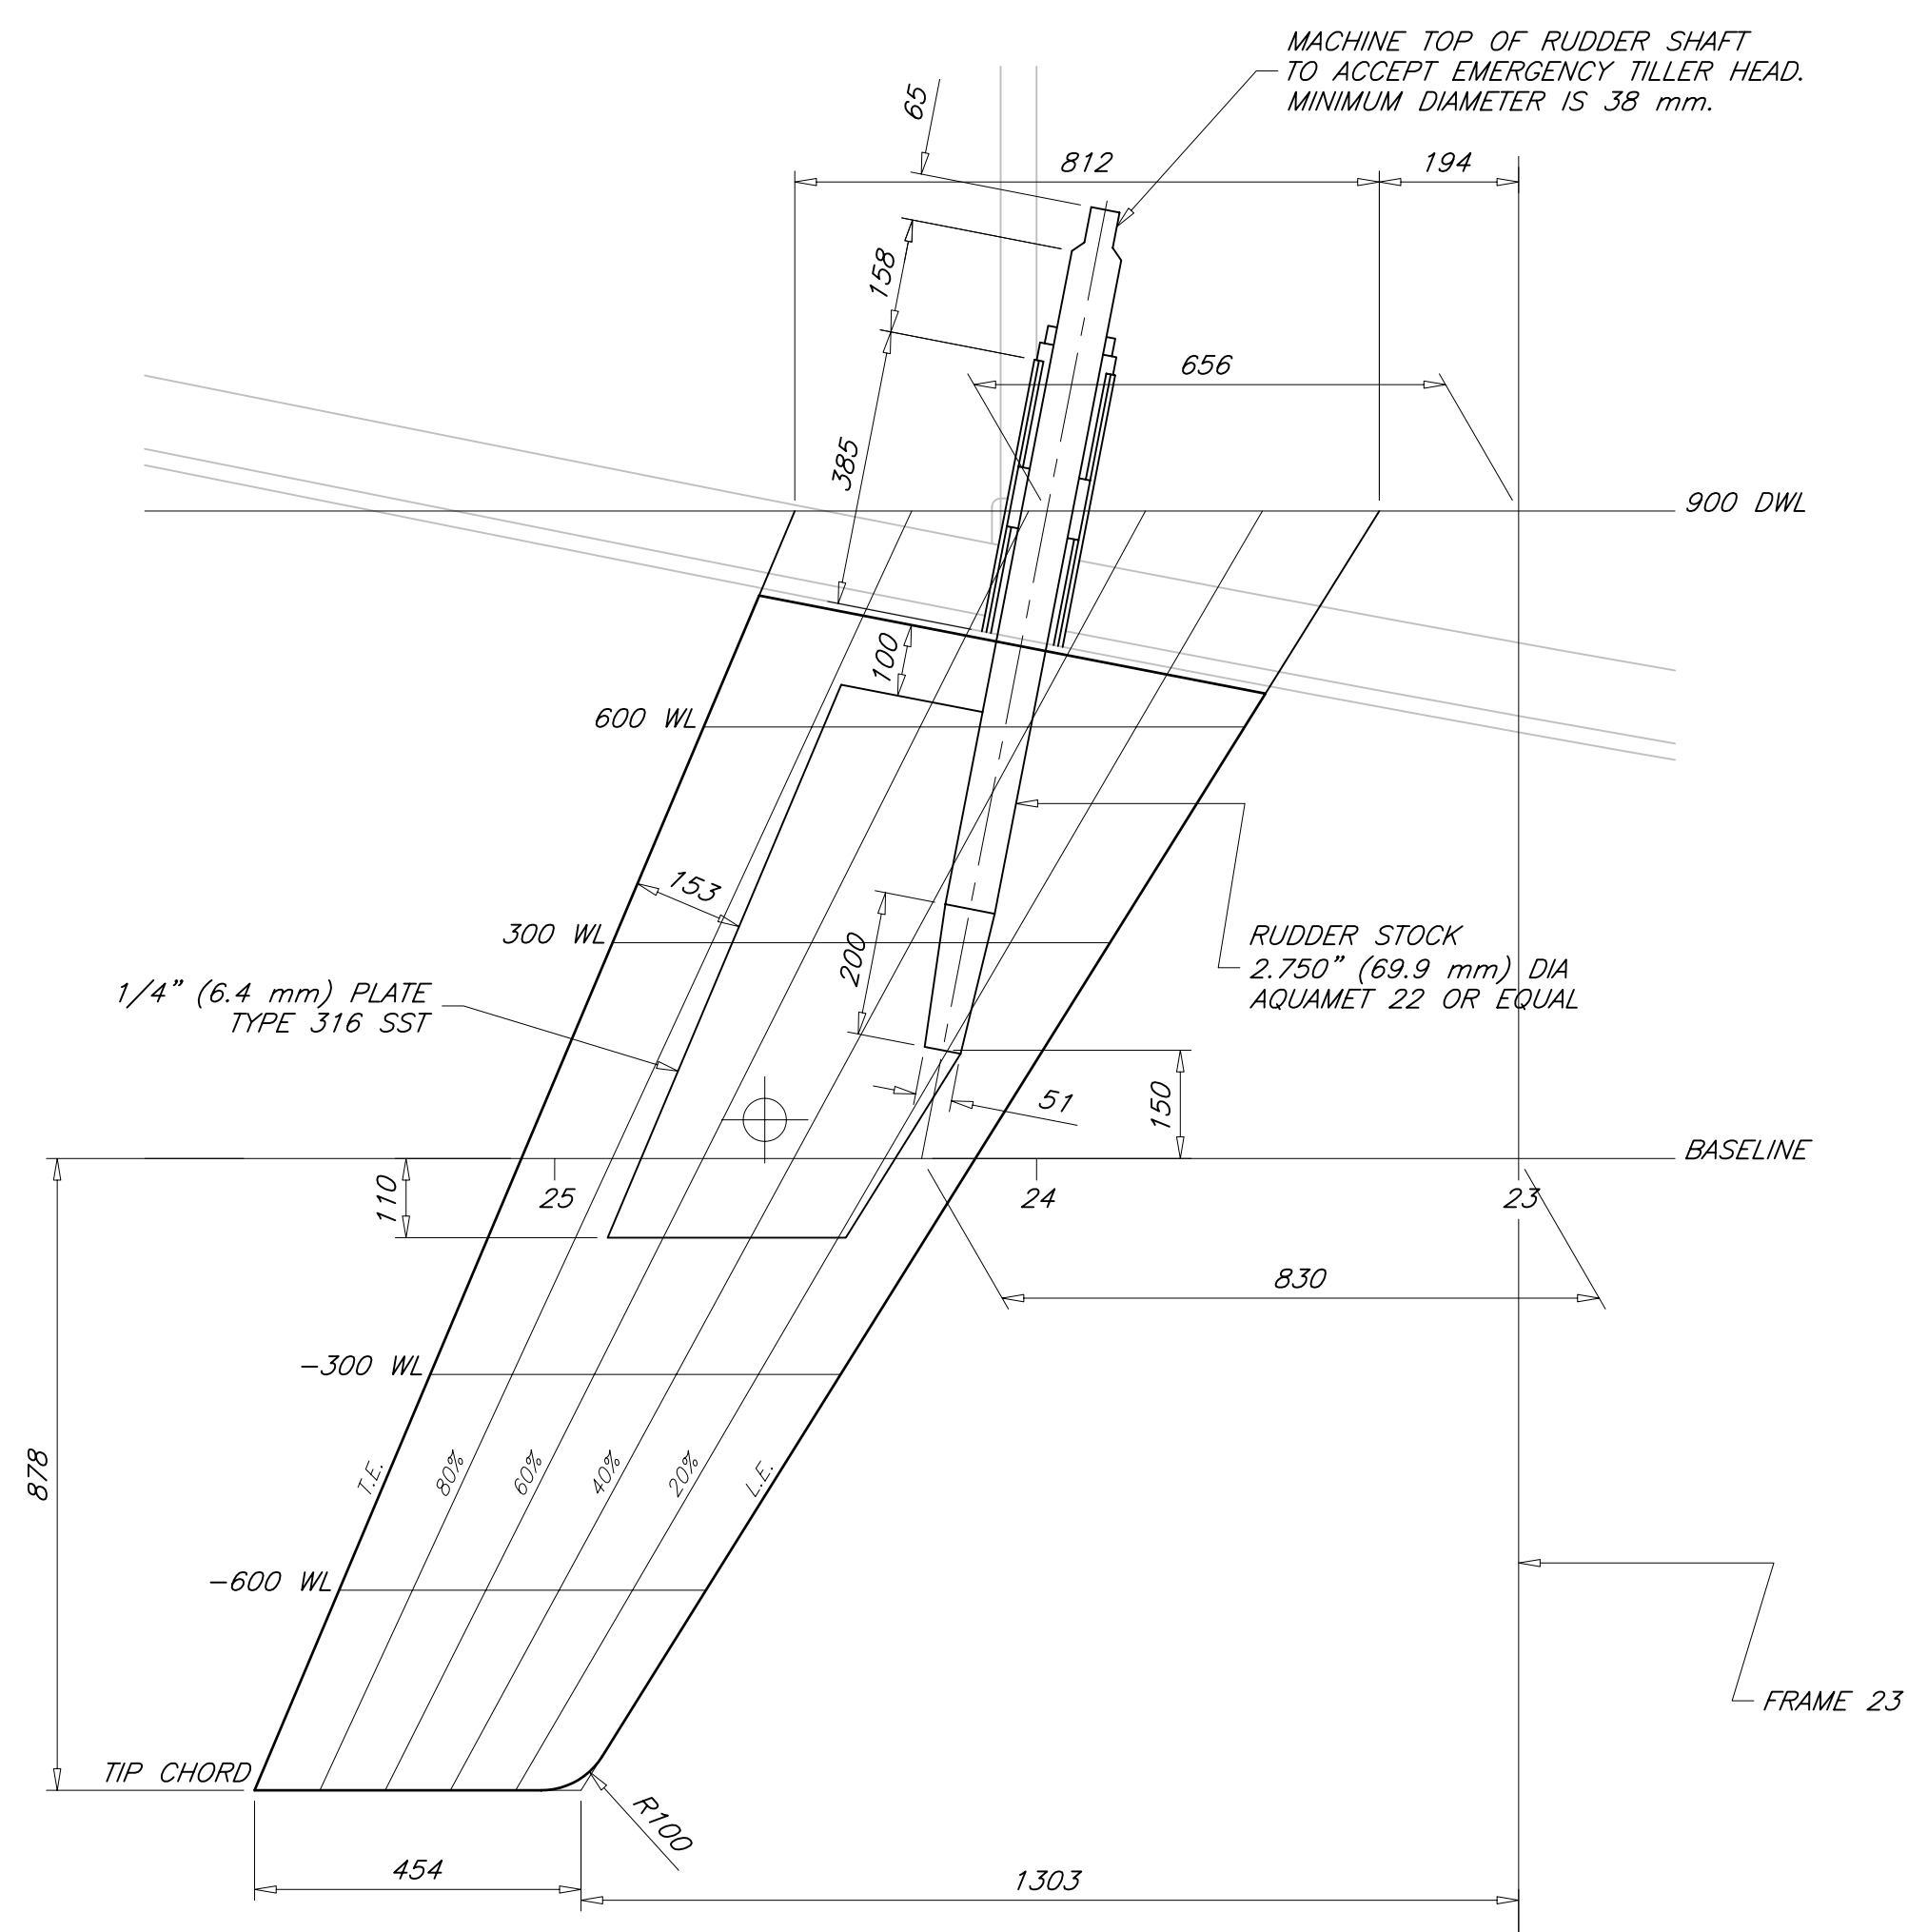 MACHINE TOP OF RUDDER SHAFT
TO ACCEPT EMERGENCY TILLER HEAD.
MINIMUM DIAMETER IS 38 mm.
65
812
194
158
656
385
900 DWL
100
600 WL
153
300 WL
200
RUDDER STOCK
2.750” (69.9 mm) DIA
AQUAMET 22 OR EQUAL
1/4” (6.4 mm) PLATE
TYPE 316 SST
51
150
BASELINE
110
25
24
23
830
-300 WL
878
T.E.
80%
60%
40%
20%
L.E.
-600 WL
FRAME 23
TIP CHORD
R100
454
1303